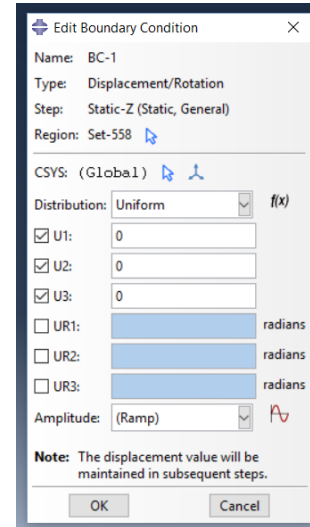 Edit Boundary Condition
Name: BC-1
Type: Displacement/Rotation
Step: Static-Z (Static, General)
Region: Set-558
CSYS: (Global)
Distribution: Uniform f(x)
U1: 0
U2: 0
U3: 0
UR1: radians
UR2: radians
UR3: radians
Amplitude: (Ramp)
Note: The displacement value will be
maintained in subsequent steps.
OK Cancel